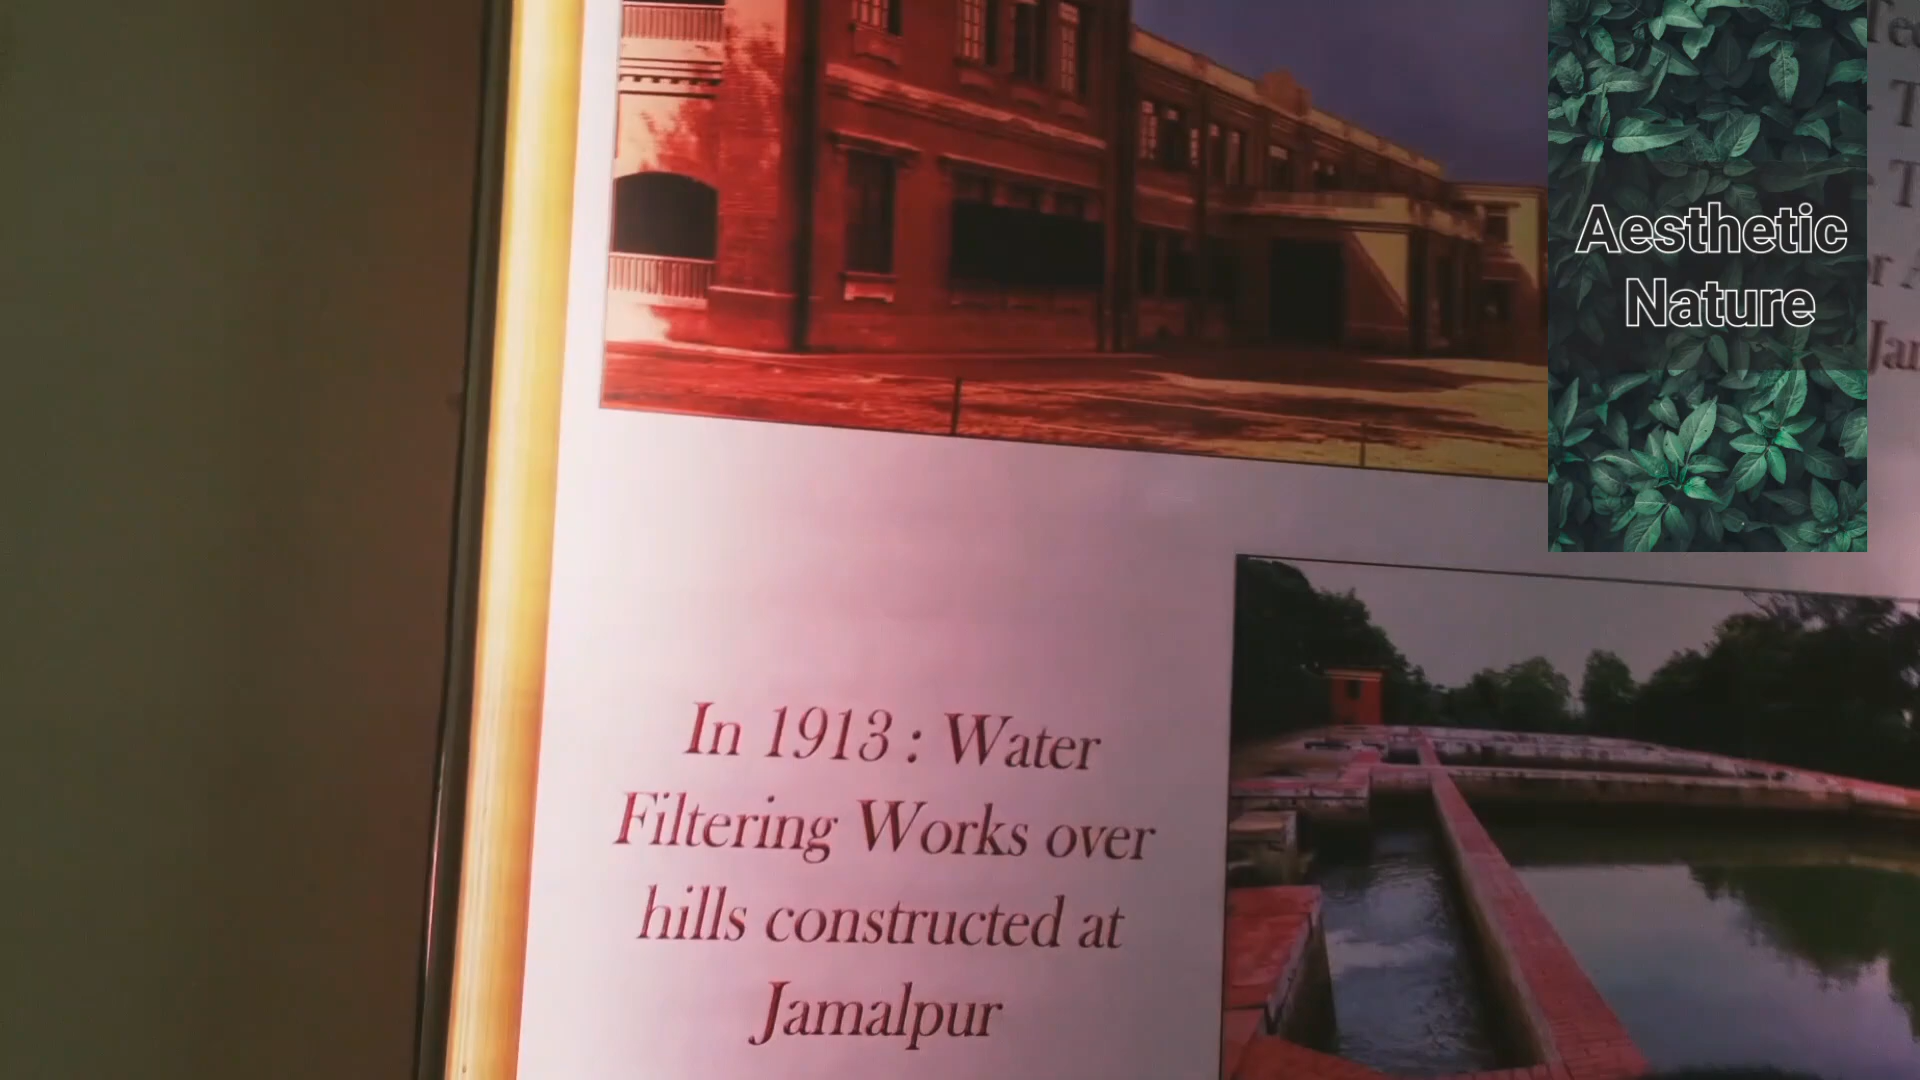 Aesthetic
Nature
In 1913 : Water
Filtering Works over
hills constructed at
Jamalpur